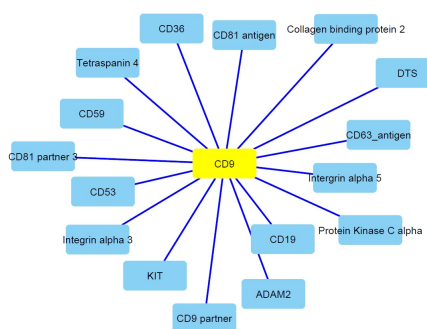 CD36
CD81 antigen
Collagen binding protein 2
Tetraspanin 4
DTS
CD59
CD63_antigen
CD81 partner 3
CD9
Intergrin alpha 5
CD53
Integrin alpha 3
CD19
Protein Kinase C alpha
KIT
ADAM2
CD9 partner